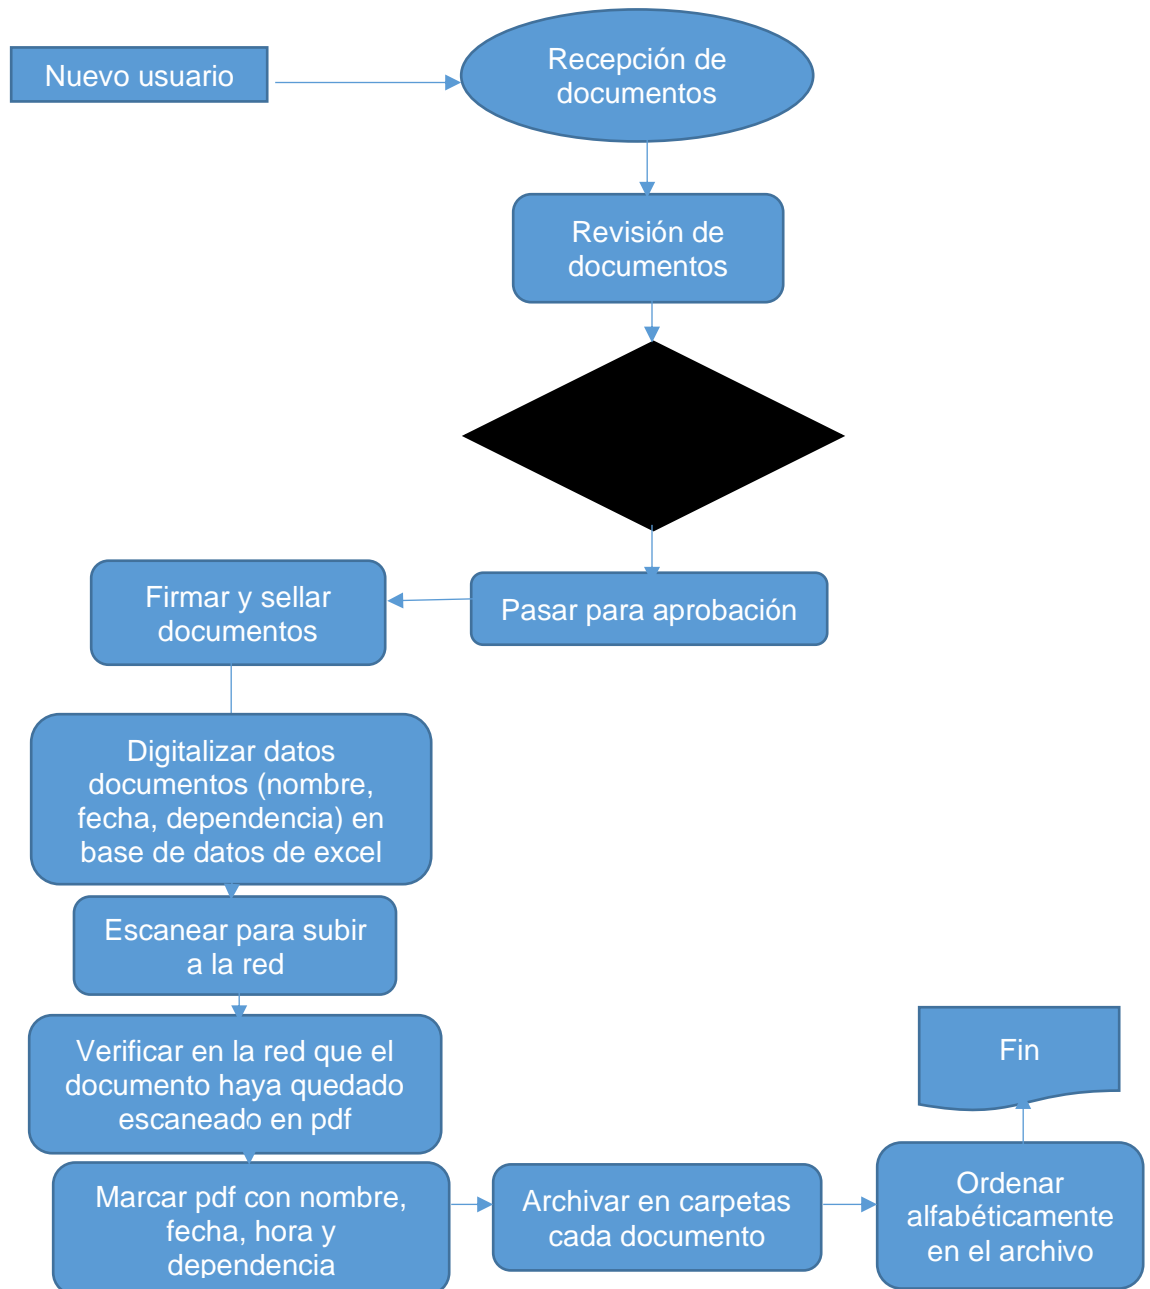 Nuevo usuario
Recepción de
documentos
Revisión de
documentos
Pasar para aprobación
Firmar y sellar
documentos
Digitalizar datos
documentos (nombre,
fecha, dependencia) en
base de datos de excel
Escanear para subir
a la red
Verificar en la red que el
documento haya quedado
escaneado en pdf
Marcar pdf con nombre,
fecha, hora y
dependencia
Archivar en carpetas
cada documento
Ordenar
alfabéticamente
en el archivo
Fin